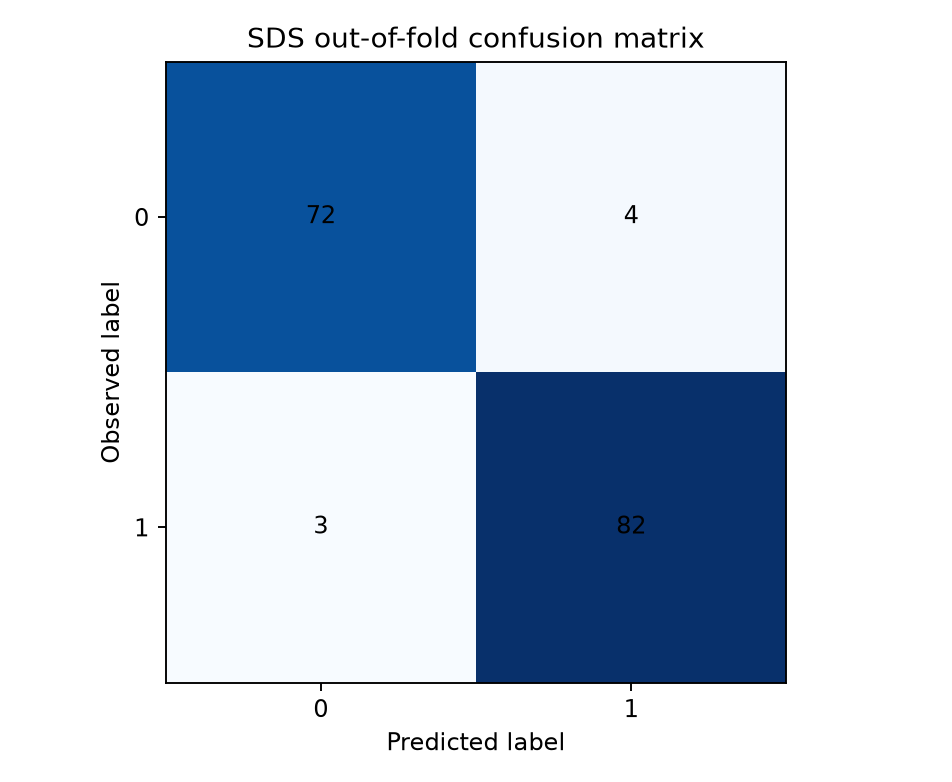 SDS out-of-fold confusion matrix
0
72
4
Observed label
1
3
82
0
1
Predicted label